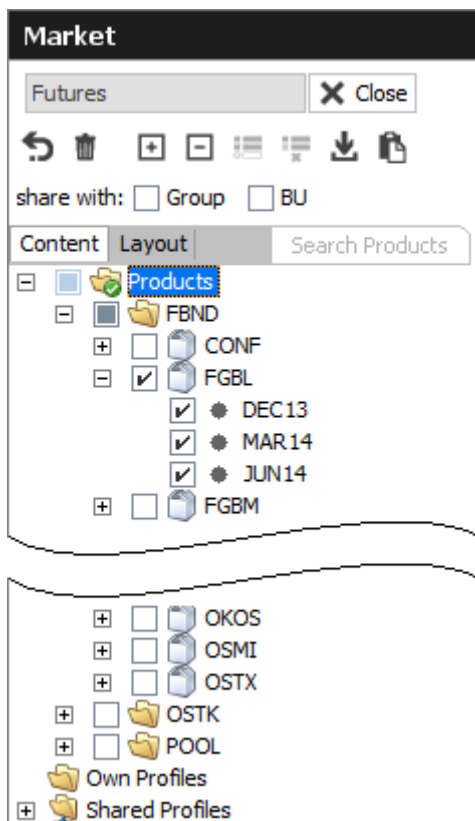 Market
Futures Close
share with: Group BU
Content Layout Search Products
Products
FBND
CONF
FGBL
DEC13
MAR14
JUN14
FGBM
OKOS
OSMI
OSTX
OSTK
POOL
Own Profiles
Shared Profiles